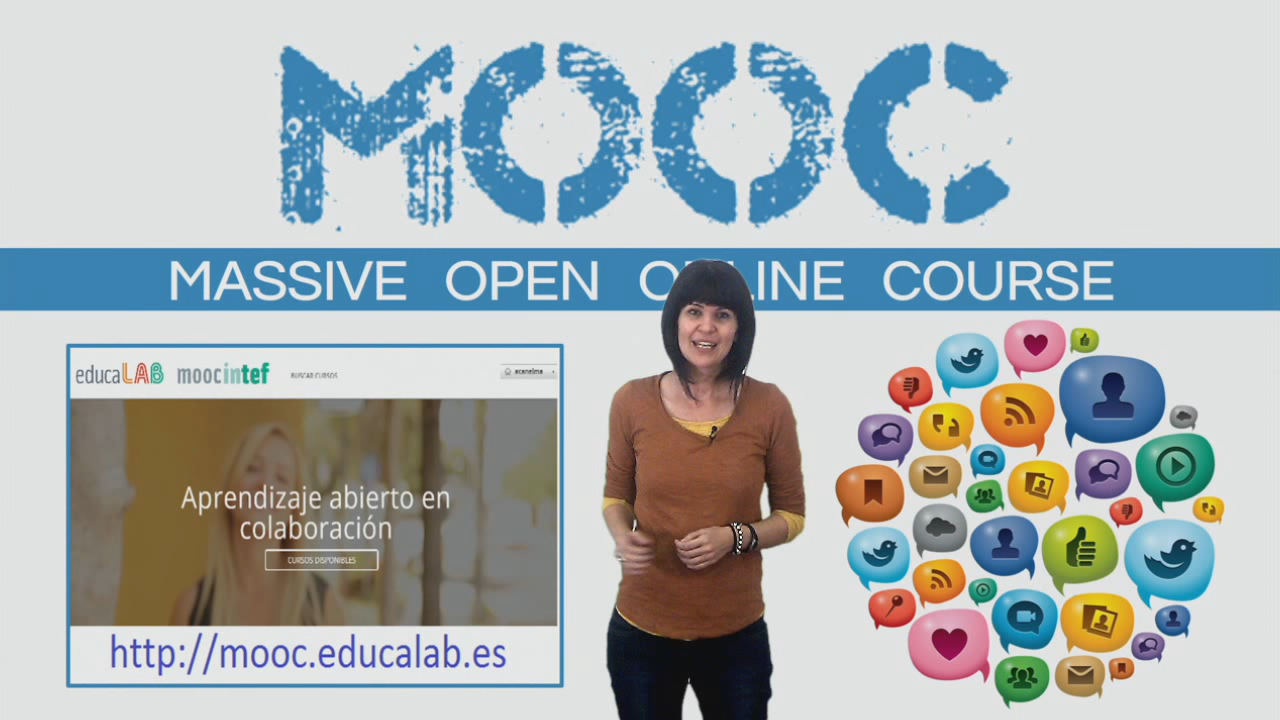 MOOC
MASSIVE OPEN ONLINE COURSE
educaLAB moocintef BUSCAR CURSOS
Aprendizaje abierto en
colaboración
CURSOS DISPONIBLES
http://mooc.educalab.es